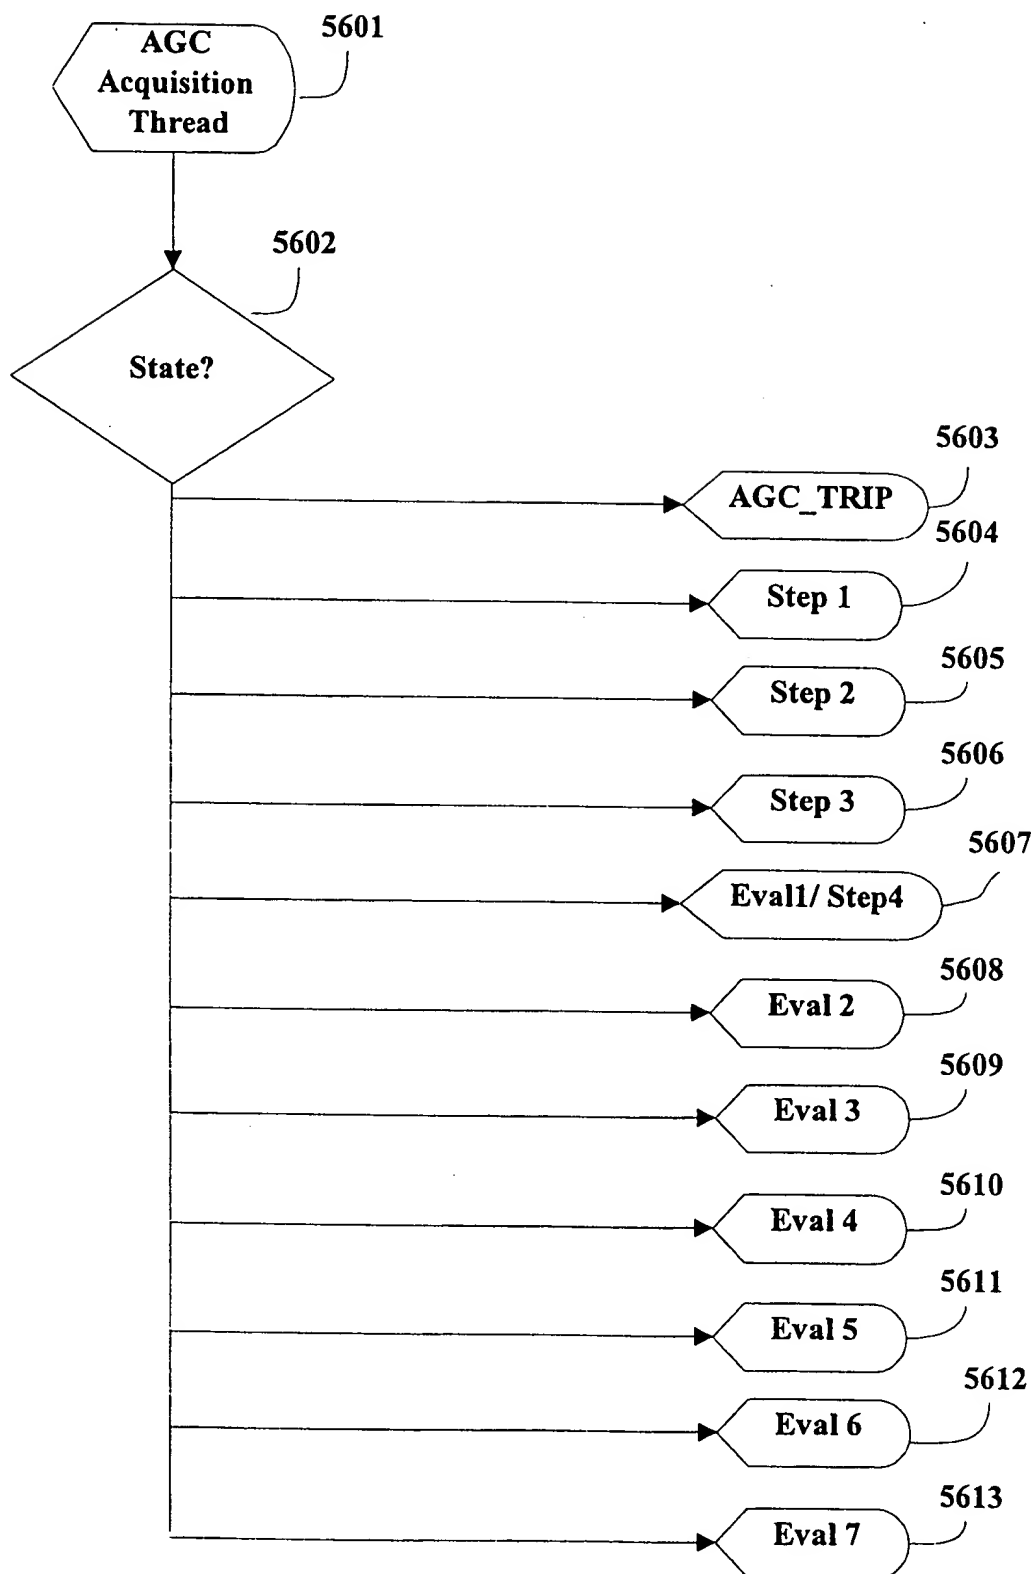 5601
AGC
Acquisition
Thread
5602
State?
5603
AGC_TRIP
5604
Step 1
5605
Step 2
5606
Step 3
5607
Eval1/ Step4
5608
Eval 2
5609
Eval 3
5610
Eval 4
5611
Eval 5
5612
Eval 6
5613
Eval 7